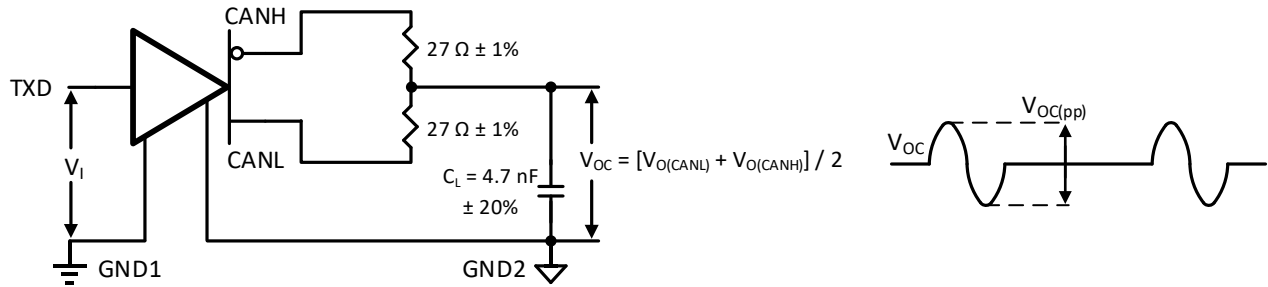 CANH
27 Ω ± 1%
TXD
27 Ω ± 1%
CANL
V_I
C_L = 4.7 nF
± 20%
V_OC = [V_O(CANL) + V_O(CANH)] / 2
GND1
GND2
V_OC(pp)
V_OC